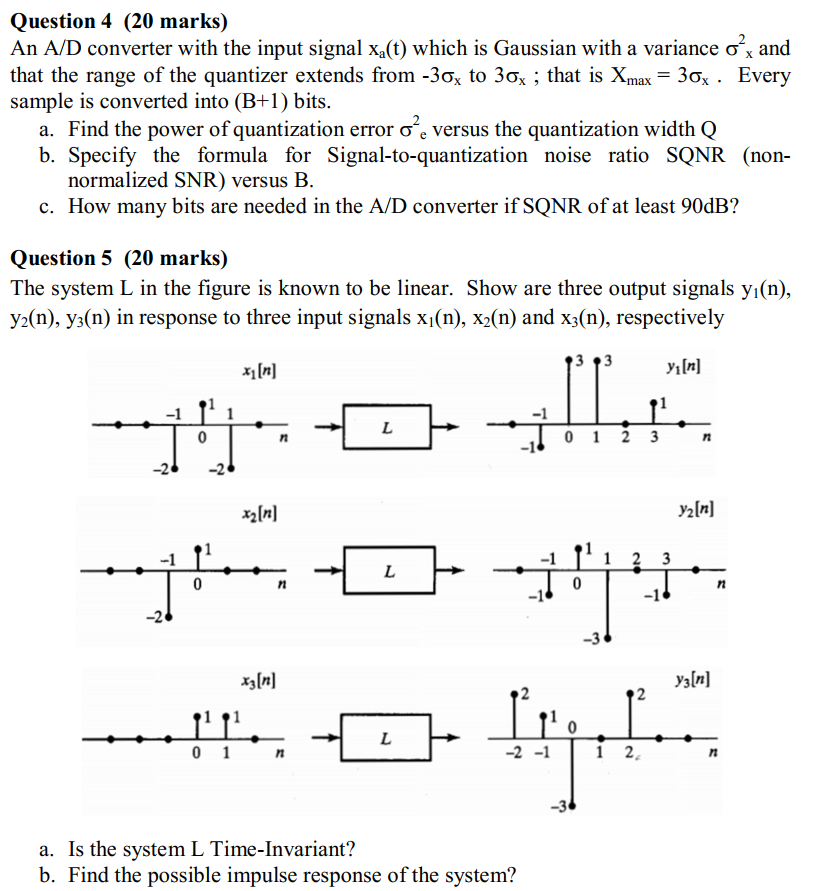 Question 4 (20 marks)
An A/D converter with the input signal xₐ(t) which is Gaussian with a variance σ²ₓ and
that the range of the quantizer extends from -3σₓ to 3σₓ ; that is Xₘₐₓ = 3σₓ . Every
sample is converted into (B+1) bits.
a. Find the power of quantization error σ²ₑ versus the quantization width Q
b. Specify the formula for Signal-to-quantization noise ratio SQNR (non-
normalized SNR) versus B.
c. How many bits are needed in the A/D converter if SQNR of at least 90dB?
Question 5 (20 marks)
The system L in the figure is known to be linear. Show are three output signals y₁(n),
y₂(n), y₃(n) in response to three input signals x₁(n), x₂(n) and x₃(n), respectively
x₁[n] 3 3 y₁[n]
-1 1 1 L -1 1
0 n -1 0 1 2 3 n
-2 -2
x₂[n] y₂[n]
-1 1 L -1 1 1 2 3
0 n -1 0 -1 n
-2 -3
x₃[n] 2 2 y₃[n]
1 1 L 1 0
0 1 n -2 -1 1 2 n
-3
a. Is the system L Time-Invariant?
b. Find the possible impulse response of the system?